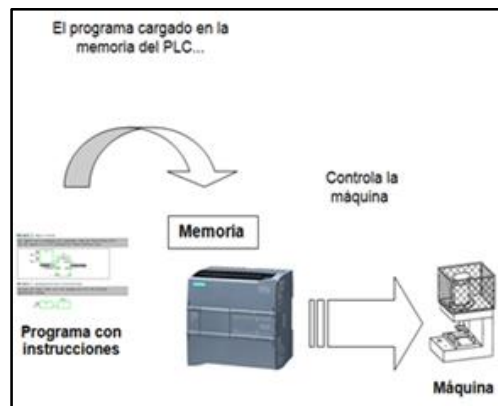 El programa cargado en la
memoria del PLC...
Controla la
máquina
Memoria
Programa con
instrucciones
Máquina